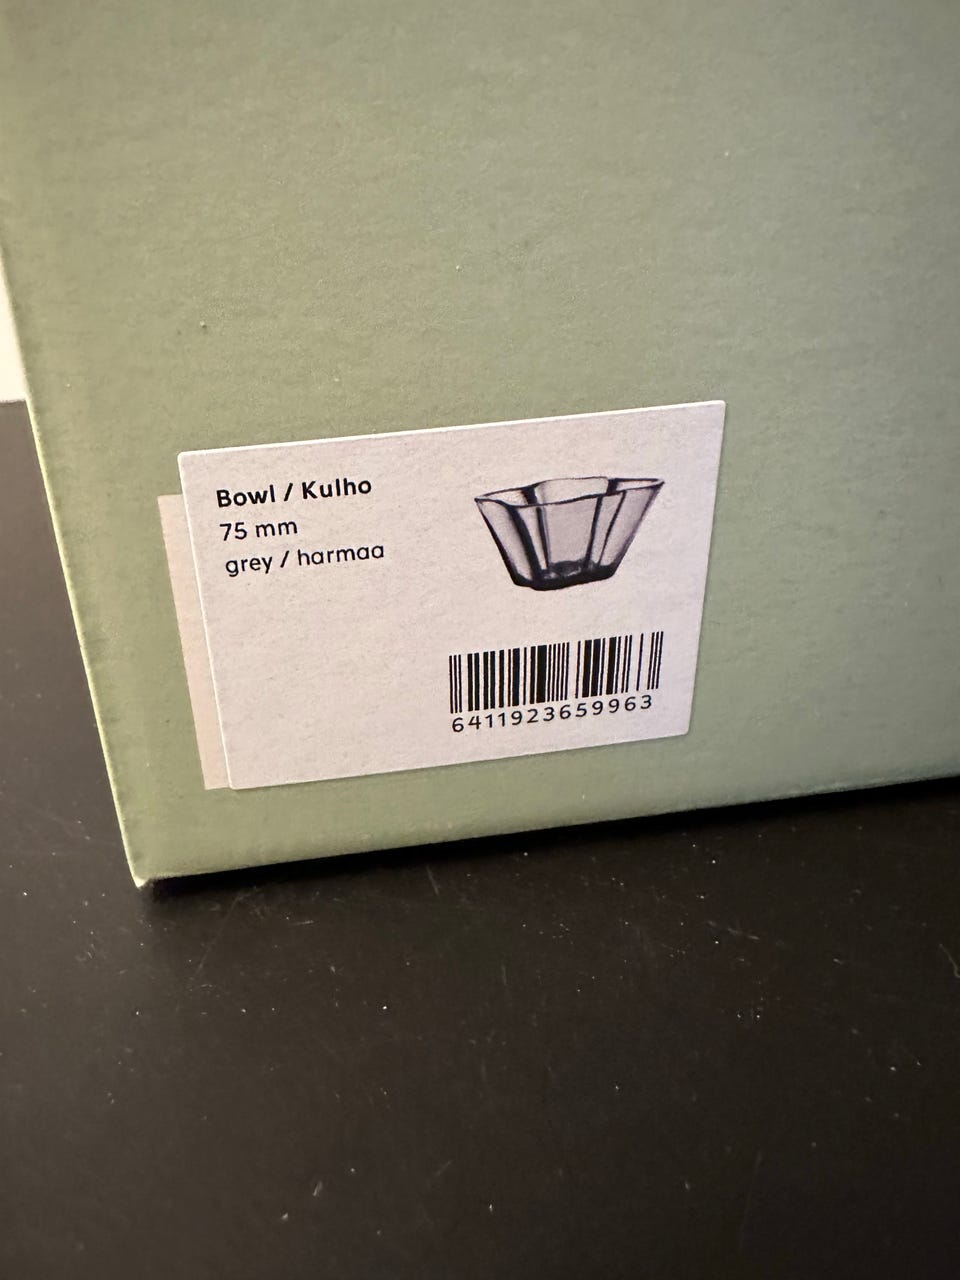 Bowl / Kulho
75 mm
grey / harmaa
6411923659963